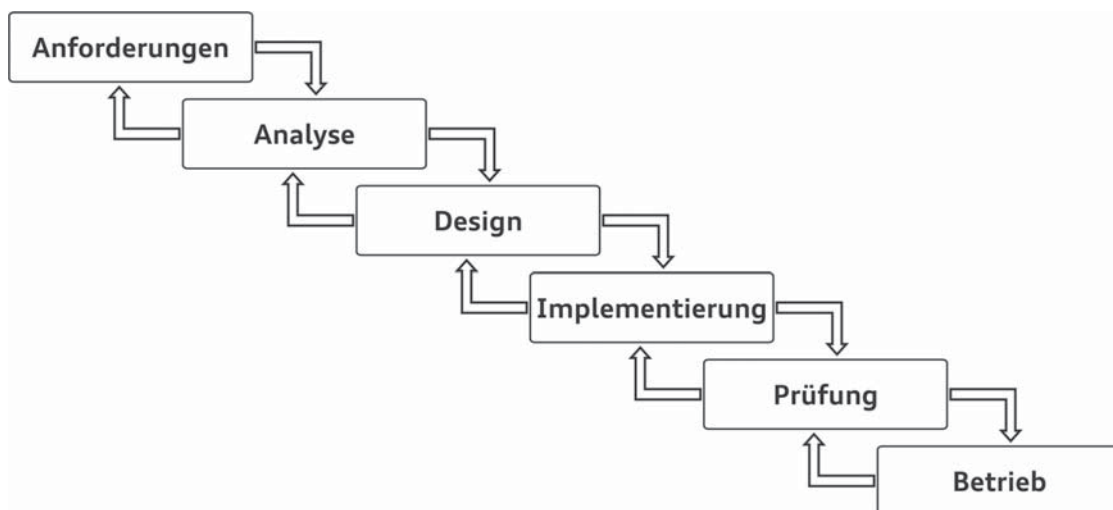 Anforderungen
Analyse
Design
Implementierung
Prüfung
Betrieb